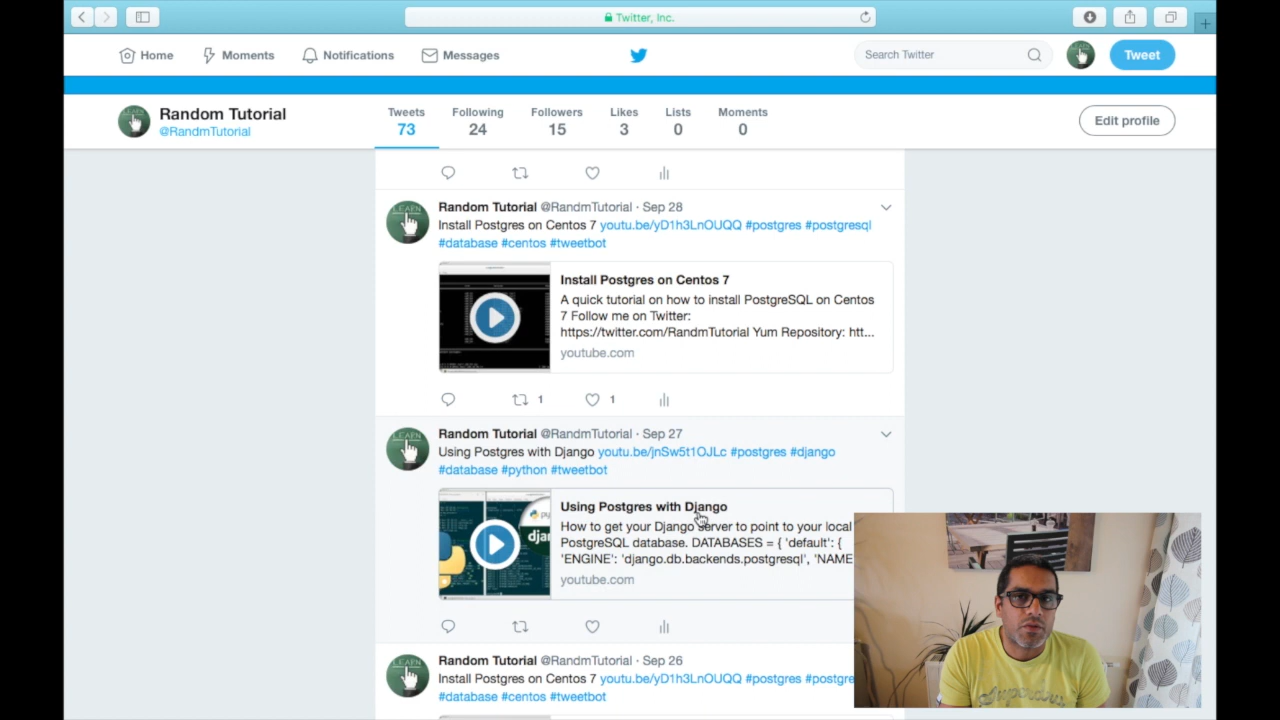 Twitter, Inc.
Home
Moments
Notifications
Messages
Search Twitter
Tweet
Random Tutorial
@RandmTutorial
Tweets
73
Following
24
Followers
15
Likes
3
Lists
0
Moments
0
Edit profile
Random Tutorial @RandmTutorial · Sep 28
Install Postgres on Centos 7 youtu.be/yD1h3LnOUQQ #postgres #postgresql
#database #centos #tweetbot
Install Postgres on Centos 7
A quick tutorial on how to install PostgreSQL on Centos
7 Follow me on Twitter:
https://twitter.com/RandmTutorial Yum Repository: htt...
youtube.com
1
1
Random Tutorial @RandmTutorial · Sep 27
Using Postgres with Django youtu.be/jnSw5t1OJLc #postgres #django
#database #python #tweetbot
Using Postgres with Django
How to get your Django server to point to your local
PostgreSQL database. DATABASES = { 'default': {
'ENGINE': 'django.db.backends.postgresql', 'NAME
youtube.com
Random Tutorial @RandmTutorial · Sep 26
Install Postgres on Centos 7 youtu.be/yD1h3LnOUQQ #postgres #postgre
#database #centos #tweetbot